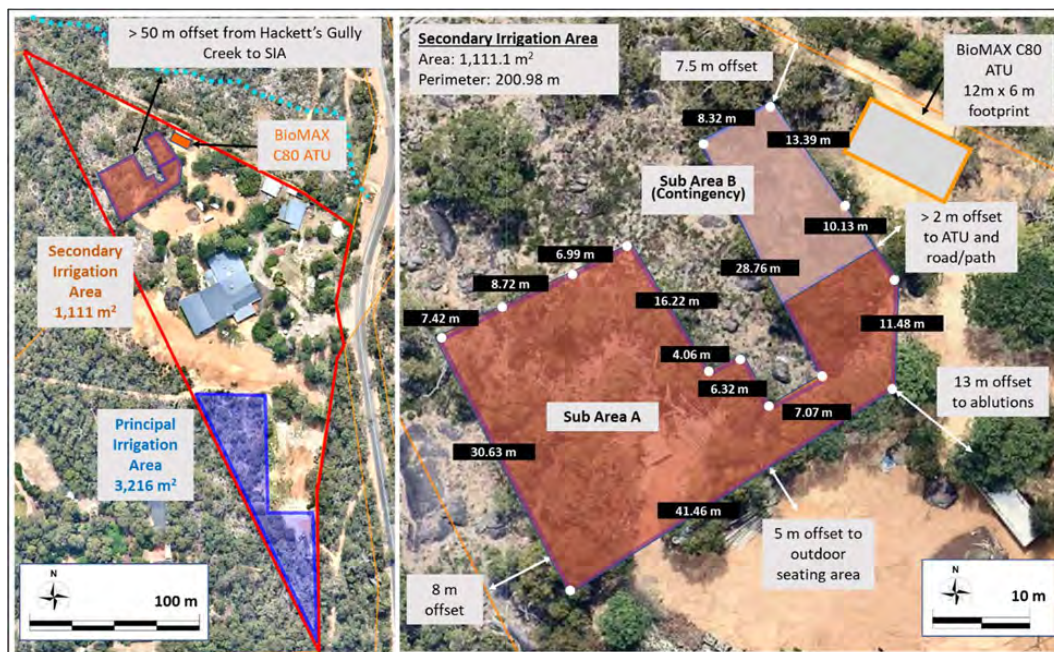 > 50 m offset from Hackett's Gully
Creek to SIA
BioMAX
C80 ATU
Secondary
Irrigation
Area
1,111 m²
Principal
Irrigation
Area
3,216 m²
N
100 m
Secondary Irrigation Area
Area: 1,111.1 m²
Perimeter: 200.98 m
7.5 m offset
BioMAX C80
ATU
12m x 6 m
footprint
8.32 m
13.39 m
Sub Area B
(Contingency)
10.13 m
> 2 m offset
to ATU and
road/path
6.99 m
8.72 m
28.76 m
7.42 m
16.22 m
11.48 m
4.06 m
6.32 m
7.07 m
13 m offset
to ablutions
Sub Area A
30.63 m
41.46 m
5 m offset to
outdoor
seating area
8 m
offset
N
10 m